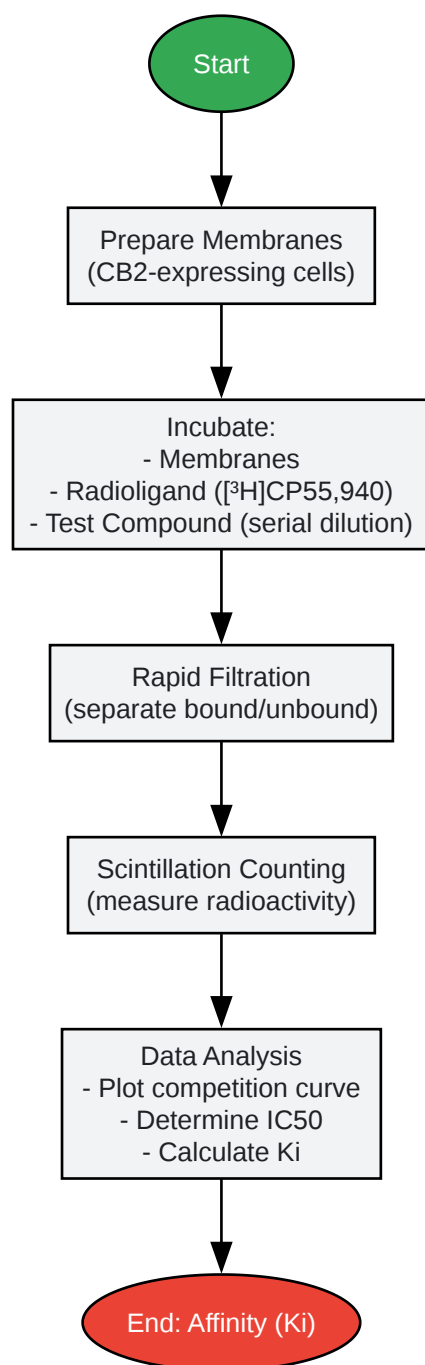 Start
Prepare Membranes
(CB2-expressing cells)
Incubate:
- Membranes
- Radioligand ([³H]CP55,940)
- Test Compound (serial dilution)
Rapid Filtration
(separate bound/unbound)
Scintillation Counting
(measure radioactivity)
Data Analysis
- Plot competition curve
- Determine IC50
- Calculate Ki
End: Affinity (Ki)